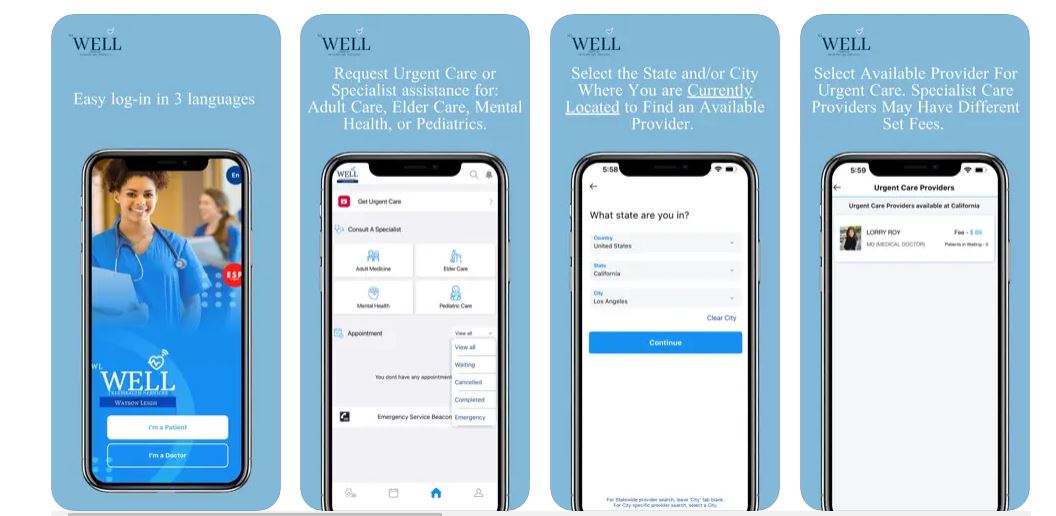 WL
WELL
Easy log-in in 3 languages
En
ESP
WL
WELL
TELEHEALTH SERVICES
WATSON LEIGH
I'm a Patient
I'm a Doctor
WELL
Request Urgent Care or
Specialist assistance for:
Adult Care, Elder Care, Mental
Health, or Pediatrics.
WELL
Get Urgent Care
Consult A Specialist
Adult Medicine
Elder Care
Mental Health
Pediatric Care
Appointment
View all
View all
Waiting
You dont have any appointment
Cancelled
Completed
Emergency Service Beacon
Emergency
WELL
Select the State and/or City
Where You are Currently
Located to Find an Available
Provider.
5:58
What state are you in?
Country
United States
State
California
City
Los Angeles
Clear City
Continue
For Statewide provider search, leave "City" tab blank.
For City specific provider search, select a City.
WELL
Select Available Provider For
Urgent Care. Specialist Care
Providers May Have Different
Set Fees.
5:59
Urgent Care Providers
Urgent Care Providers available at California
LORRY ROY
Fee - $ 69
MD (MEDICAL DOCTOR)
Patients in Waiting - 0